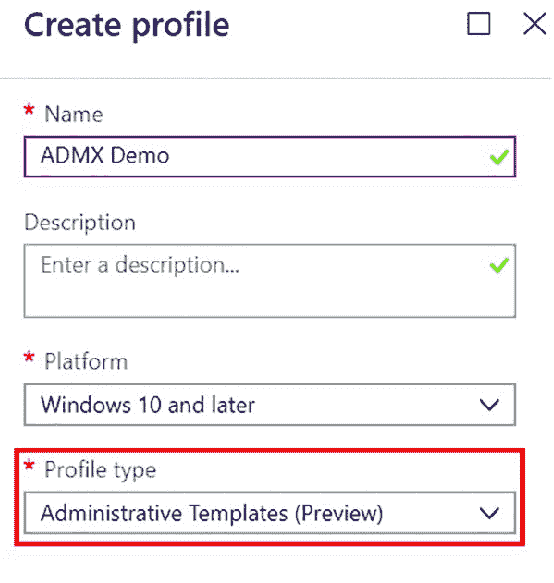 Create profile
* Name
ADMX Demo
Description
Enter a description...
* Platform
Windows 10 and later
* Profile type
Administrative Templates (Preview)